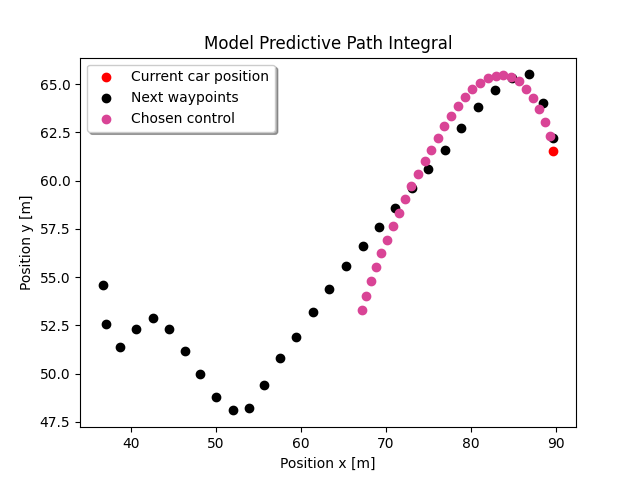 Model Predictive Path Integral
Current car position
Next waypoints
Chosen control
65.0
62.5
60.0
57.5
55.0
52.5
50.0
47.5
Position y [m]
40 50 60 70 80 90
Position x [m]